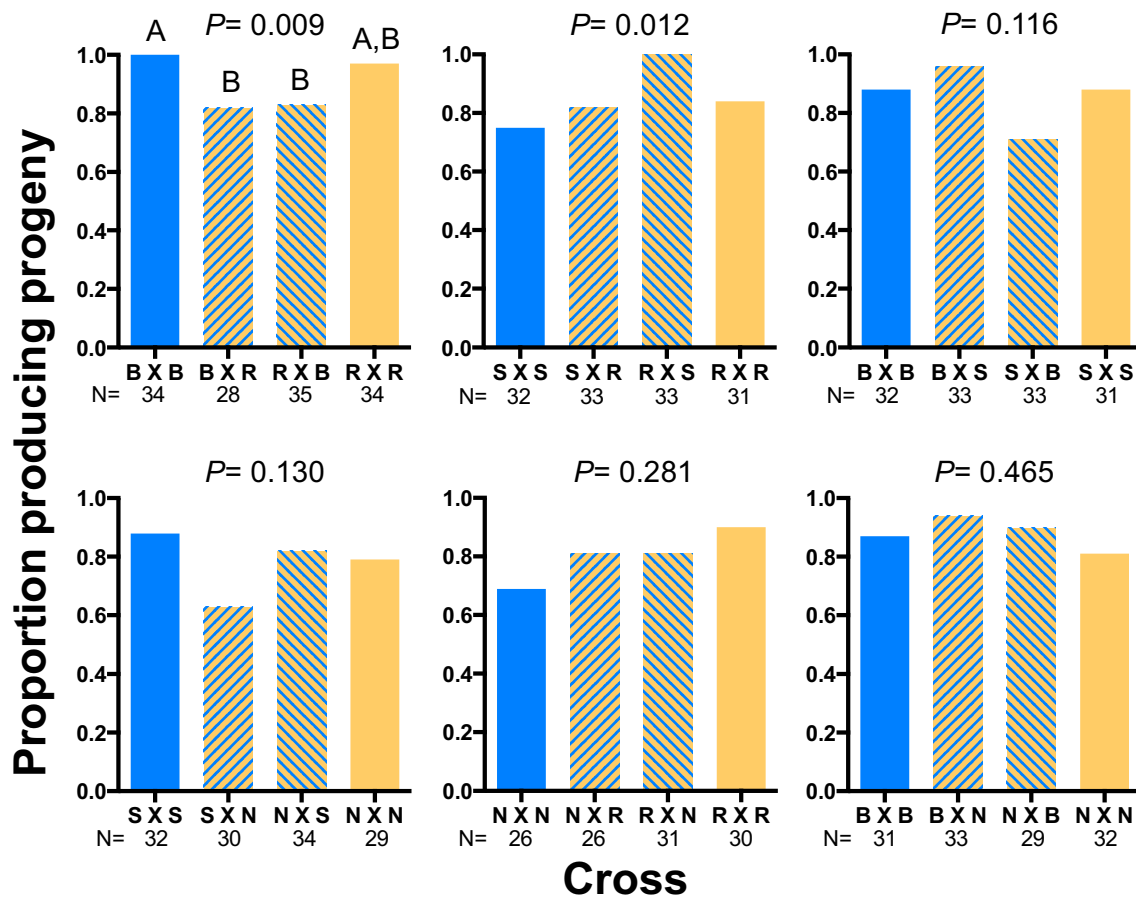 Proportion producing progeny
P= 0.009
A
B
B
A,B
1.0
0.8
0.6
0.4
0.2
0.0
B X B B X R R X B R X R
N= 34 28 35 34
P= 0.012
1.0
0.8
0.6
0.4
0.2
0.0
S X S S X R R X S R X R
N= 32 33 33 31
P= 0.116
1.0
0.8
0.6
0.4
0.2
0.0
B X B B X S S X B S X S
N= 32 33 33 31
P= 0.130
1.0
0.8
0.6
0.4
0.2
0.0
S X S S X N N X S N X N
N= 32 30 34 29
P= 0.281
1.0
0.8
0.6
0.4
0.2
0.0
N X N N X R R X N R X R
N= 26 26 31 30
P= 0.465
1.0
0.8
0.6
0.4
0.2
0.0
B X B B X N N X B N X N
N= 31 33 29 32
Cross